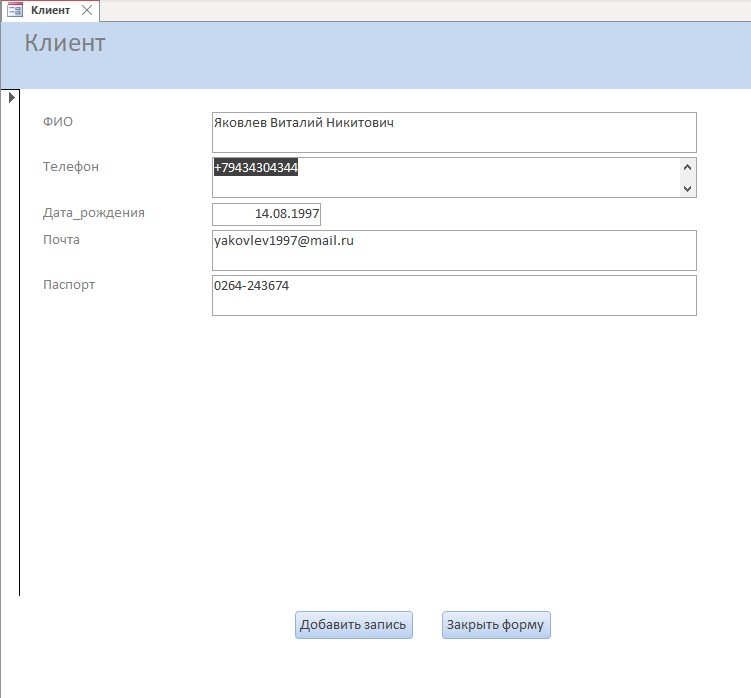 Клиент
Клиент
ФИО Яковлев Виталий Никитович
Телефон +79434304344
Дата_рождения 14.08.1997
Почта yakovlev1997@mail.ru
Паспорт 0264-243674
Добавить запись Закрыть форму